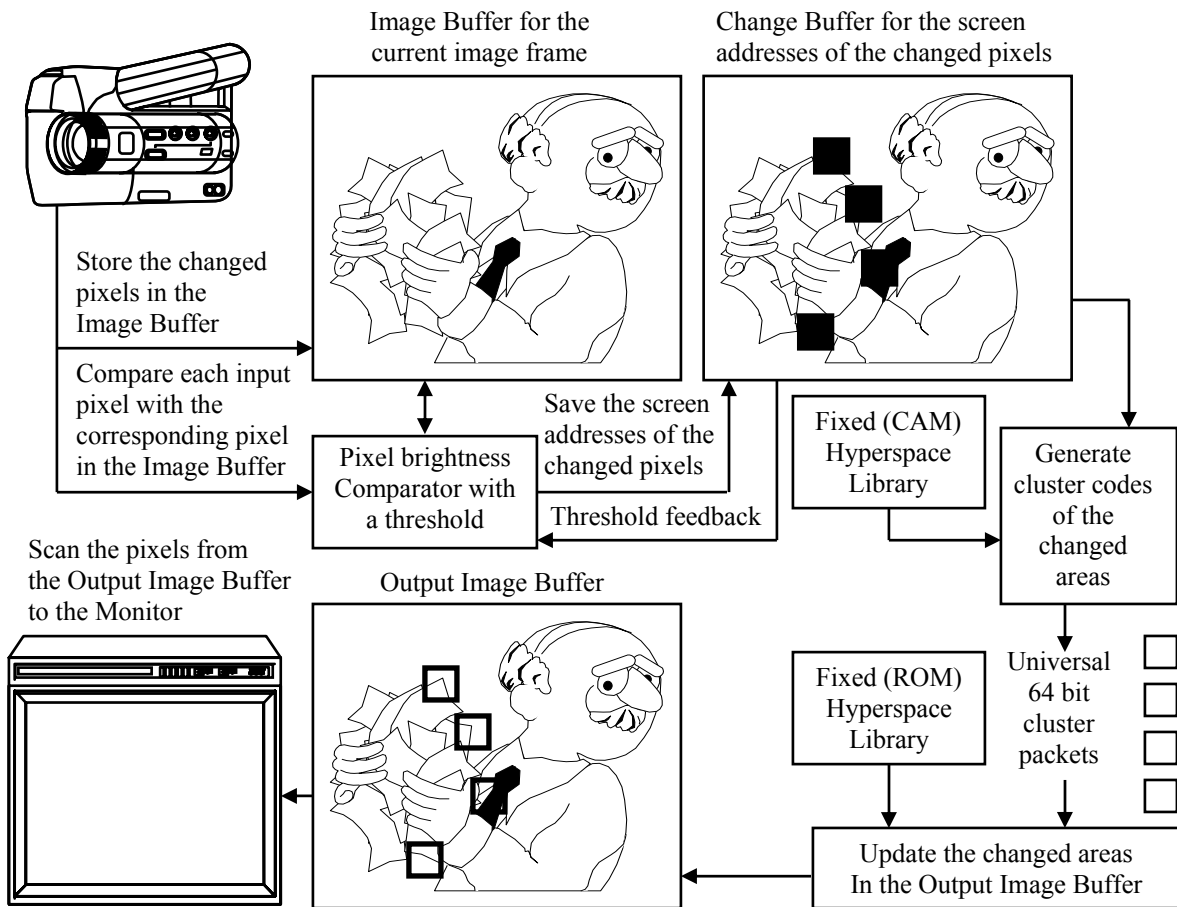 Image Buffer for the
current image frame
Change Buffer for the screen
addresses of the changed pixels
Store the changed
pixels in the
Image Buffer
Compare each input
pixel with the
corresponding pixel
in the Image Buffer
Pixel brightness
Comparator with
a threshold
Save the screen
addresses of the
changed pixels
Threshold feedback
Fixed (CAM)
Hyperspace
Library
Generate
cluster codes
of the
changed
areas
Scan the pixels from
the Output Image Buffer
to the Monitor
Output Image Buffer
Fixed (ROM)
Hyperspace
Library
Universal
64 bit
cluster
packets
Update the changed areas
In the Output Image Buffer